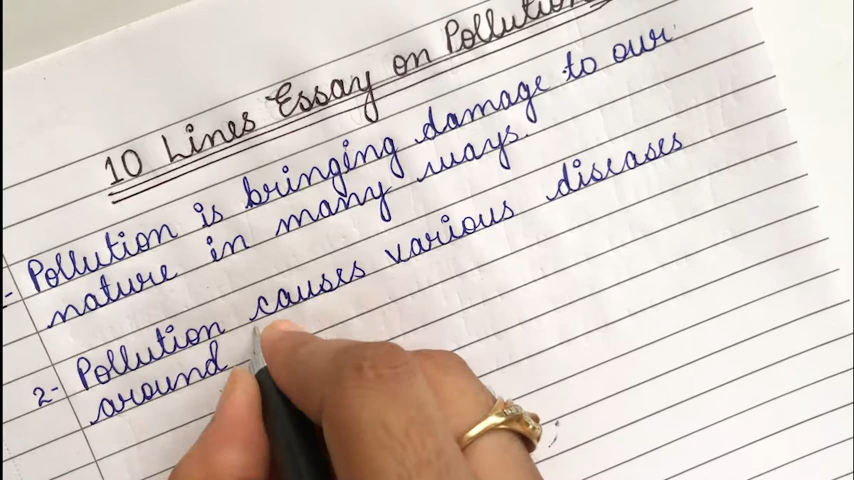 10 Lines Essay on Pollution
- Pollution is bringing damage to our
nature in many ways.
2- Pollution causes various diseases
around